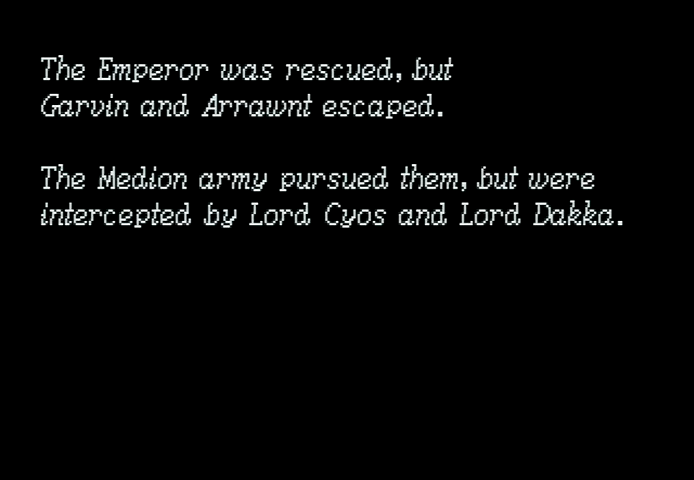 The Emperor was rescued, but
Garvin and Arrawnt escaped.
The Medion army pursued them, but were
intercepted by Lord Cyos and Lord Dakka.